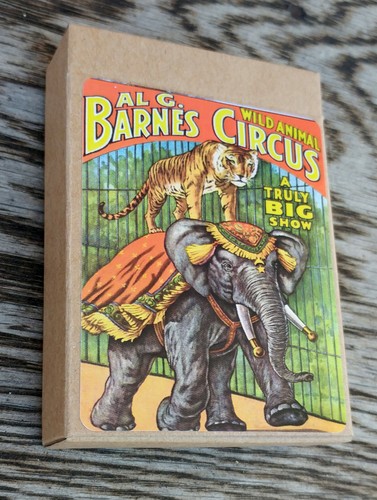 AL G.
BARNES
WILD ANIMAL
CIRCUS
A
TRULY
BIG
SHOW